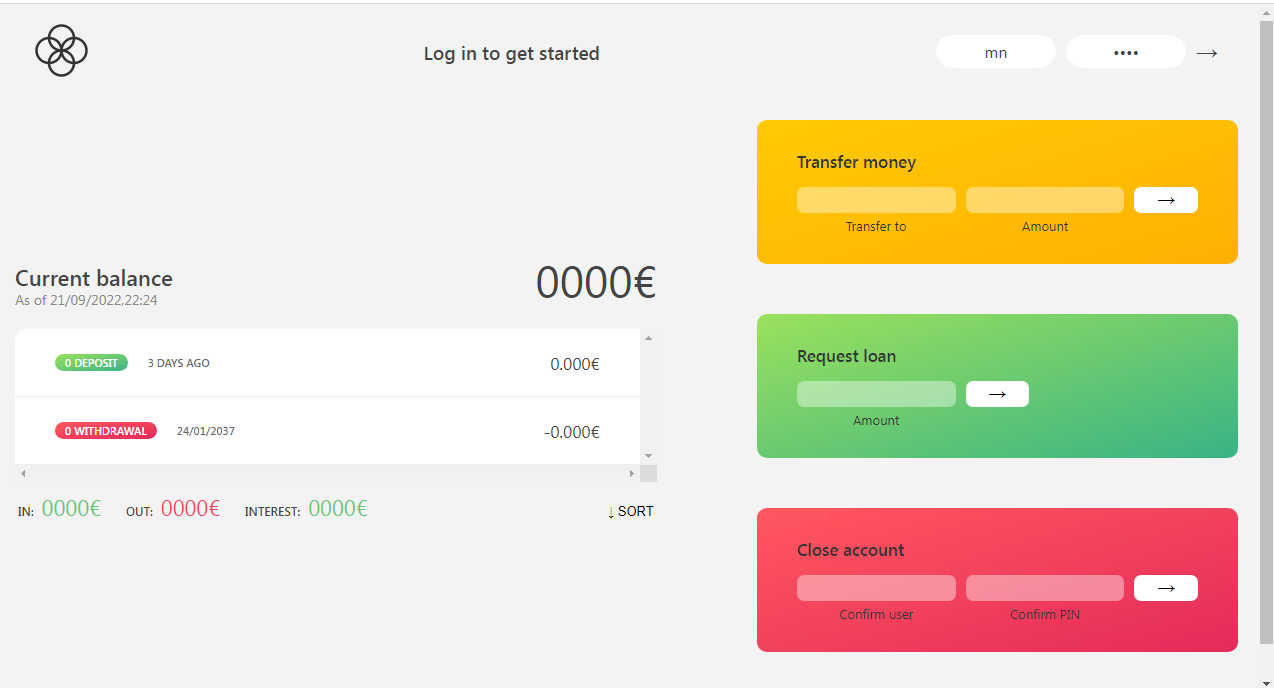 Log in to get started
mn
••••
→
Transfer money
→
Transfer to
Amount
Current balance
0000€
As of 21/09/2022,22:24
0 DEPOSIT
3 DAYS AGO
0.000€
0 WITHDRAWAL
24/01/2037
-0.000€
IN: 0000€
OUT: 0000€
INTEREST: 0000€
↓ SORT
Request loan
→
Amount
Close account
→
Confirm user
Confirm PIN